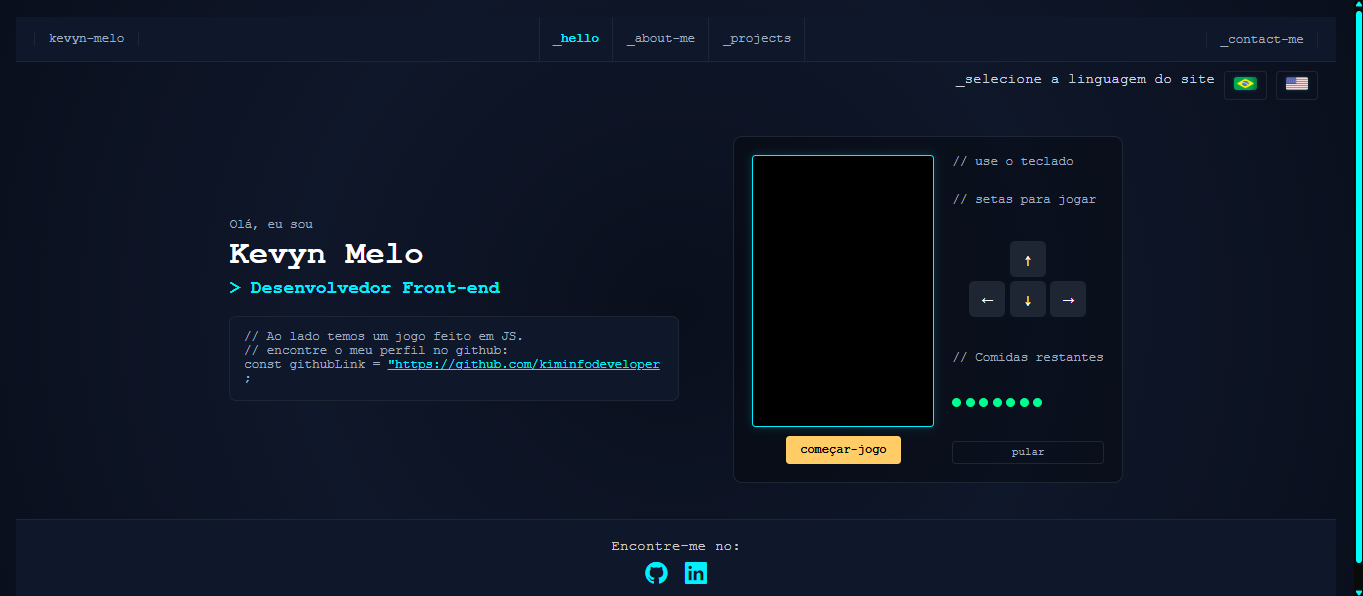 kevyn-melo
_hello
_about-me
_projects
_contact-me
_selecione a linguagem do site
Olá, eu sou
Kevyn Melo
> Desenvolvedor Front-end
// Ao lado temos um jogo feito em JS.
// encontre o meu perfil no github:
const githubLink = "https://github.com/kiminfodeveloper
;
// use o teclado
// setas para jogar
↑
← ↓ →
// Comidas restantes
começar-jogo
pular
Encontre-me no:
in